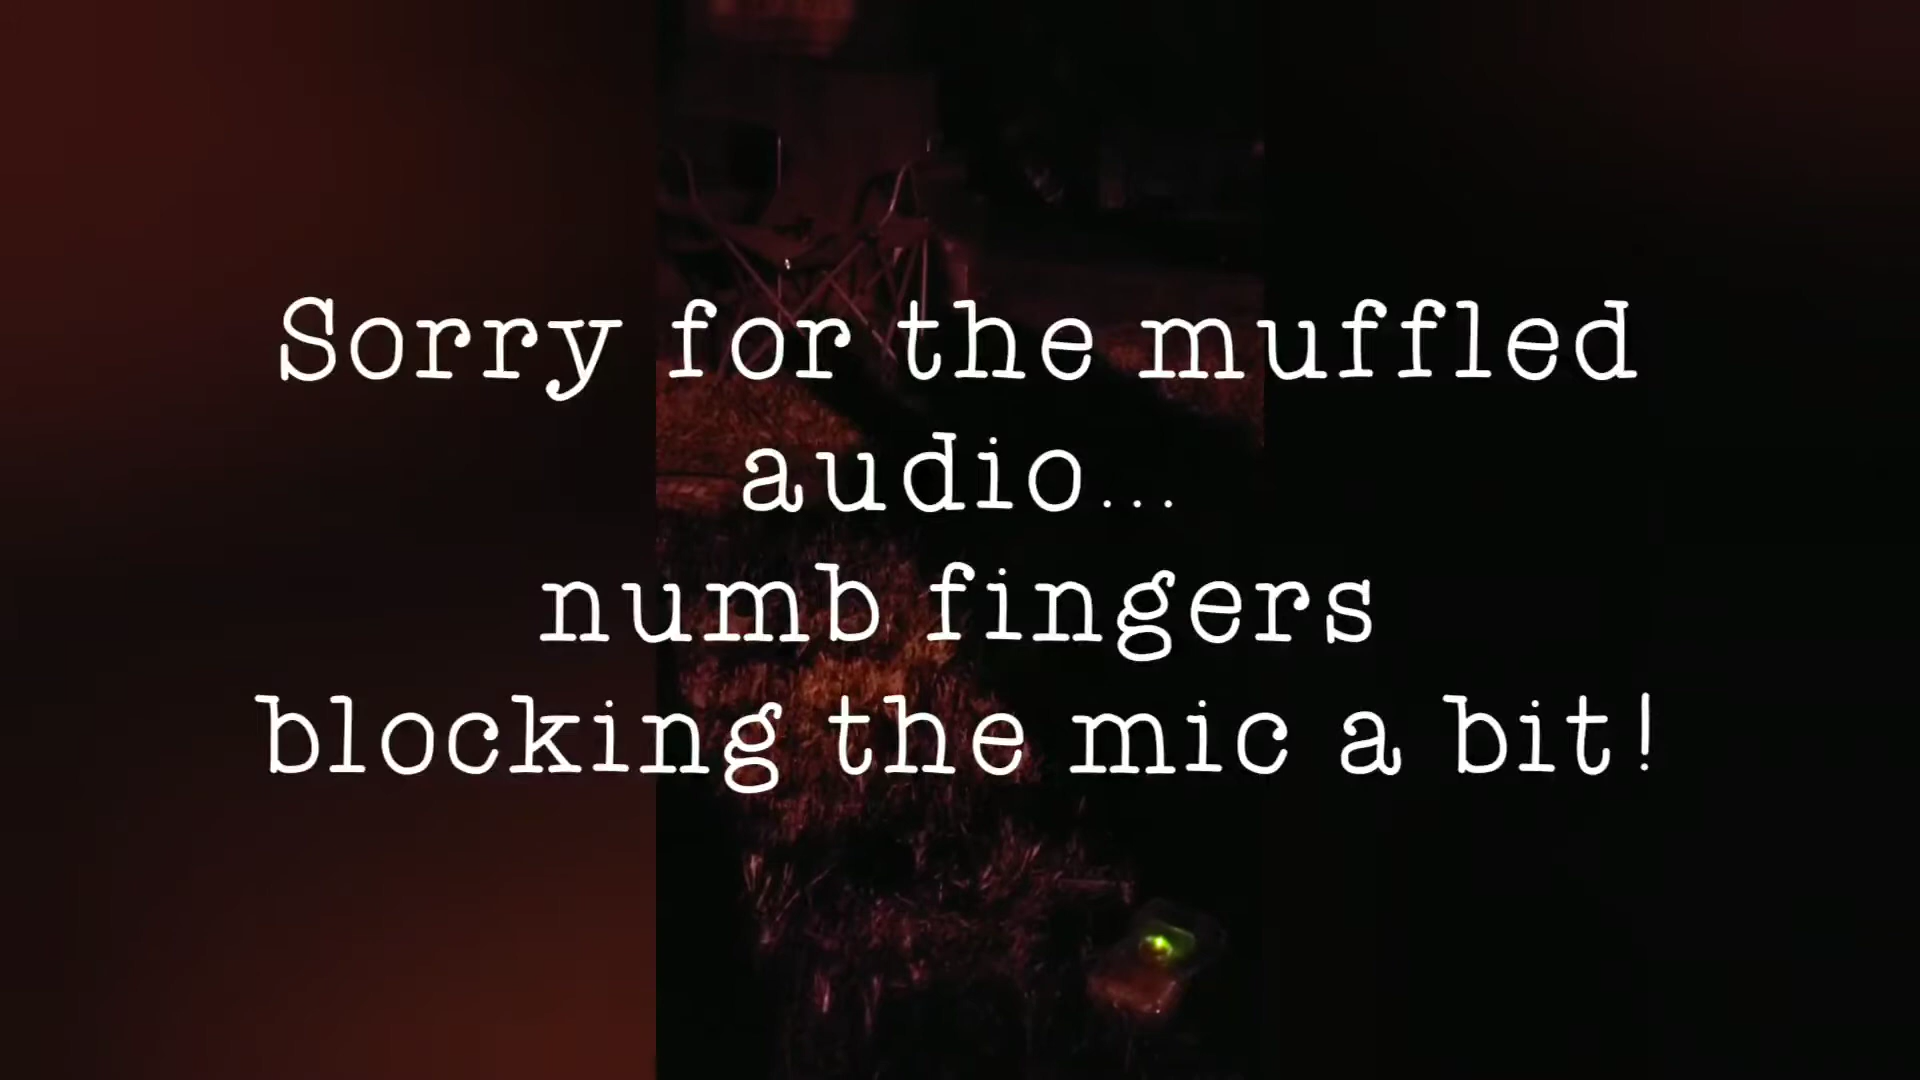 Sorry for the muffled
audio...
numb fingers
blocking the mic a bit!